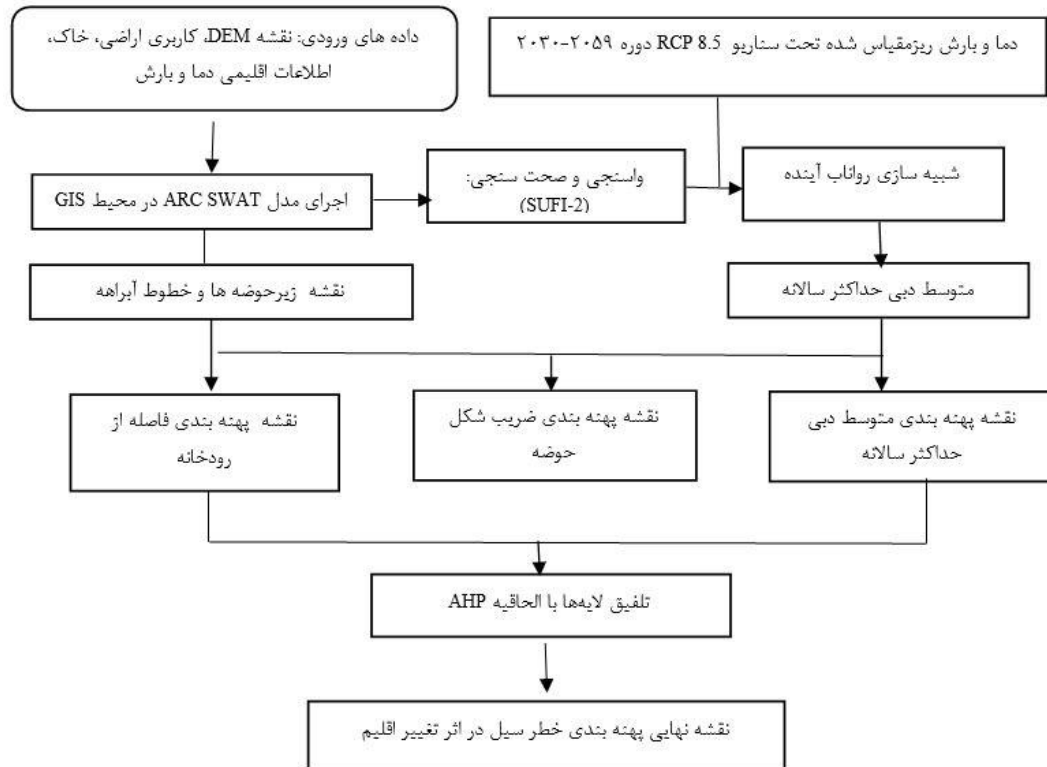 داده های ورودی: نقشه DEM، کاربری اراضی، خاک،
اطلاعات اقلیمی دما و بارش
دما و بارش ریزمقیاس شده تحت سناریو RCP 8.5 دوره ۲۰۵۹-۲۰۳۰
اجرای مدل ARC SWAT در محیط GIS
واسنجی و صحت سنجی:
(SUFI-2)
شبیه سازی رواناب آینده
نقشه زیرحوضه ها و خطوط آبراهه
متوسط دبی حداکثر سالانه
نقشه پهنه بندی فاصله از
رودخانه
نقشه پهنه بندی ضریب شکل
حوضه
نقشه پهنه بندی متوسط دبی
حداکثر سالانه
تلفیق لایه‌ها با الحاقیه AHP
نقشه نهایی پهنه بندی خطر سیل در اثر تغییر اقلیم